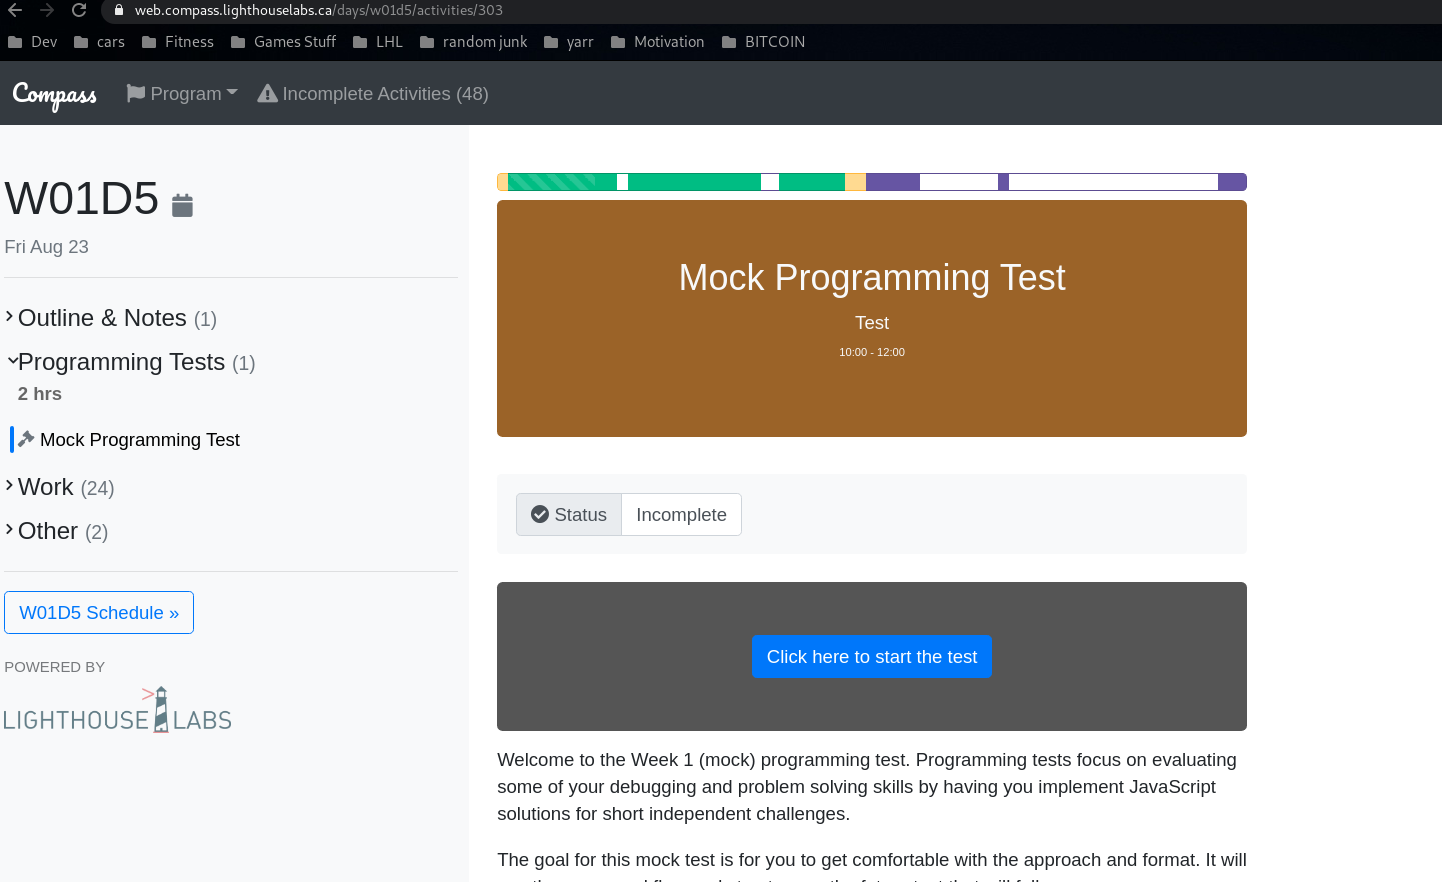 web.compass.lighthouselabs.ca/days/w01d5/activities/303
Dev cars Fitness Games Stuff LHL random junk yarr Motivation BITCOIN
Compass Program Incomplete Activities (48)
W01D5
Fri Aug 23
Outline & Notes (1)
Programming Tests (1)
2 hrs
Mock Programming Test
Work (24)
Other (2)
W01D5 Schedule »
POWERED BY
LIGHTHOUSE LABS
Mock Programming Test
Test
10:00 - 12:00
Status Incomplete
Click here to start the test
Welcome to the Week 1 (mock) programming test. Programming tests focus on evaluating
some of your debugging and problem solving skills by having you implement JavaScript
solutions for short independent challenges.
The goal for this mock test is for you to get comfortable with the approach and format. It will